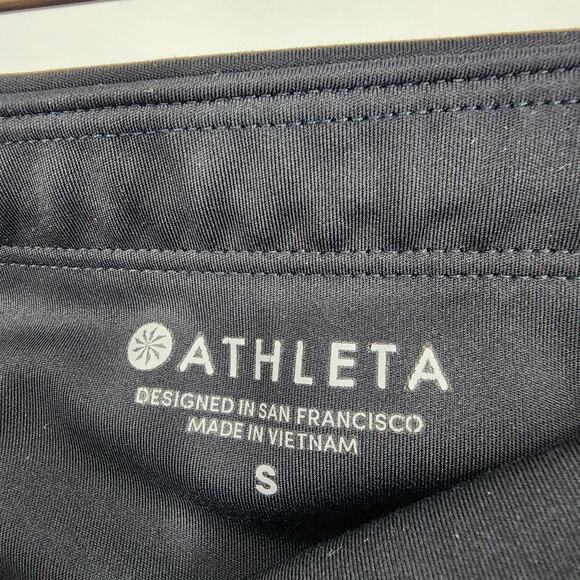 ATHLETA
DESIGNED IN SAN FRANCISCO
MADE IN VIETNAM
S